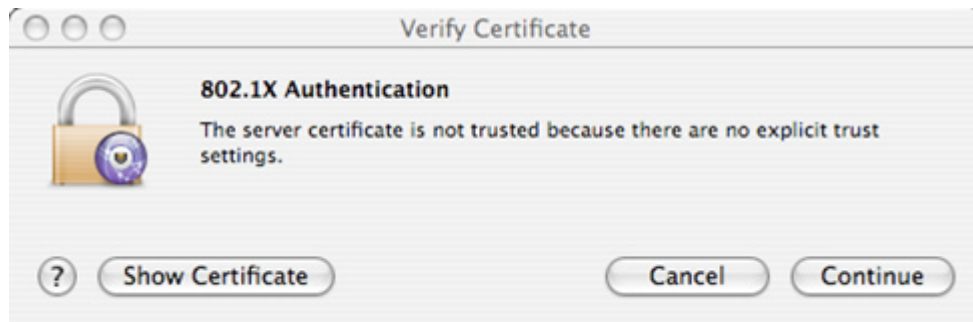 Verify Certificate
802.1X Authentication
The server certificate is not trusted because there are no explicit trust
settings.
?
Show Certificate
Cancel
Continue